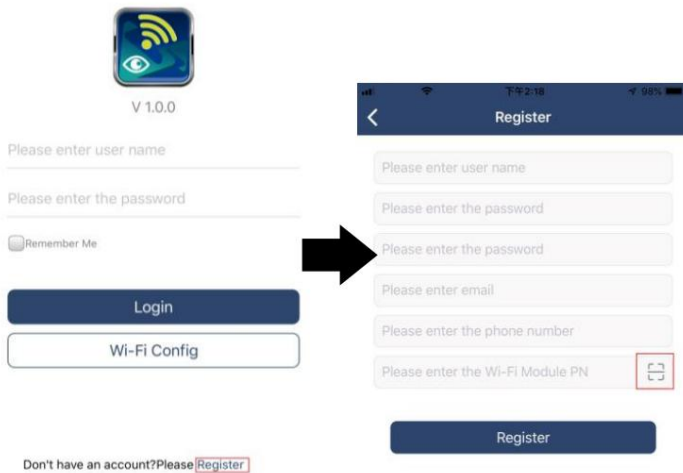 V 1.0.0
Please enter user name
Please enter the password
Remember Me
Login
Wi-Fi Config
Don't have an account?Please Register
下午2:18
98%
Register
Please enter user name
Please enter the password
Please enter the password
Please enter email
Please enter the phone number
Please enter the Wi-Fi Module PN
Register